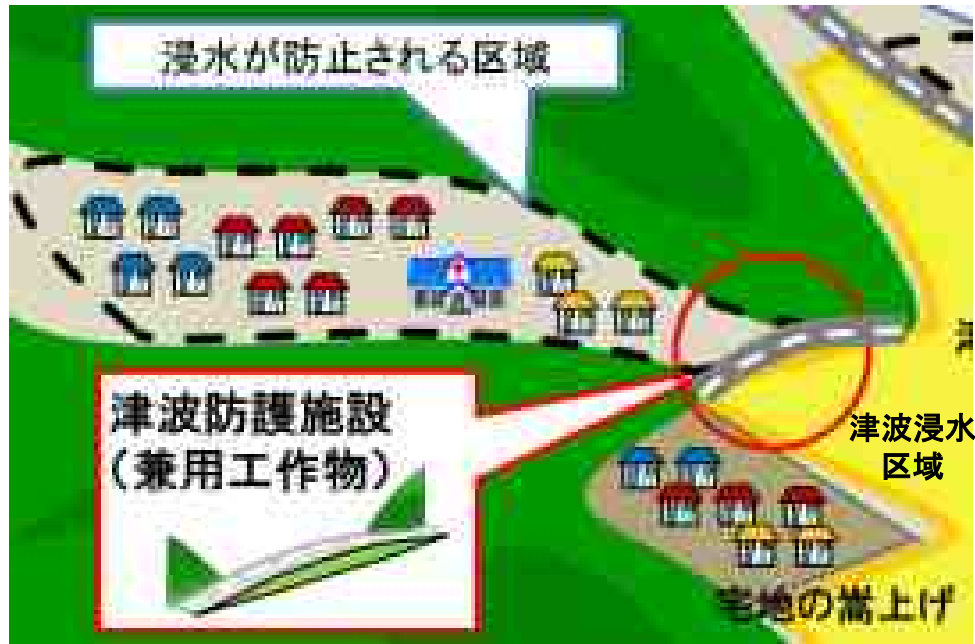 浸水が防止される区域
津波防護施設
（兼用工作物）
津波浸水
区域
宅地の嵩上げ